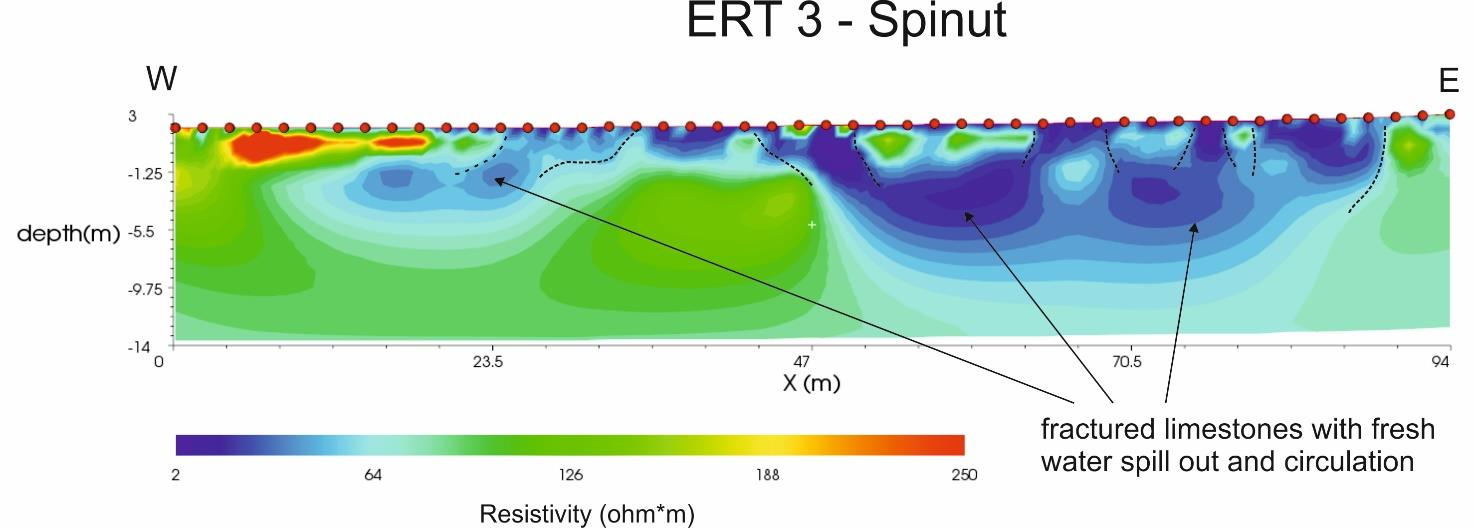 ERT 3 - Spinut
W
E
3
-1.25
depth(m)
-5.5
-9.75
-14
0
23.5
47
70.5
94
X (m)
fractured limestones with fresh
water spill out and circulation
2
64
126
188
250
Resistivity (ohm*m)